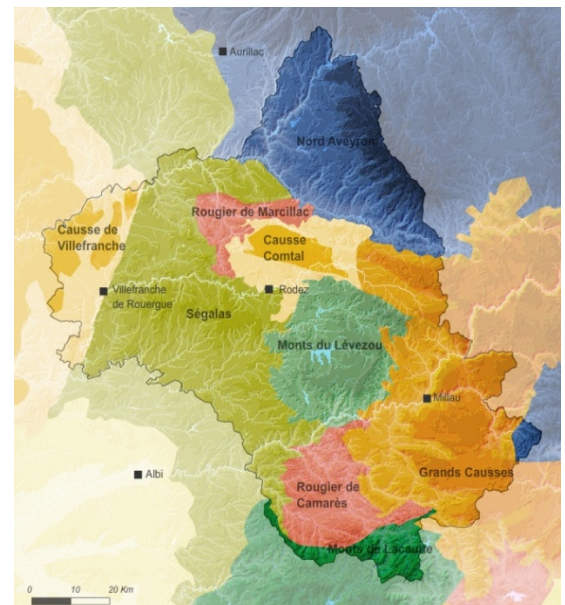 Aurillac
Nord Aveyron
Rougier de Marcillac
Causse de
Villefranche
Causse
Comtal
Villefranche
de Rouergue
Rodez
Ségalas
Monts du Lévezou
Millau
Albi
Grands Causses
Rougier de
Camarès
Monts de Lacaune
0 10 20 Km